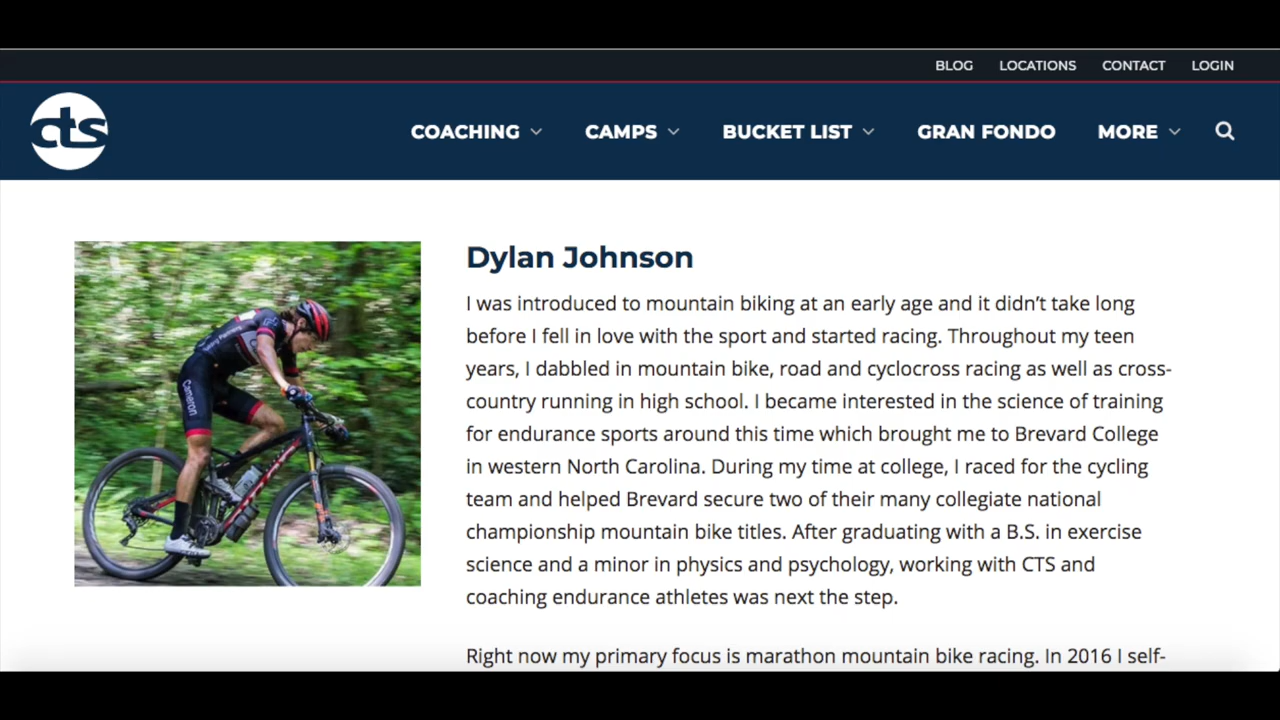 BLOG LOCATIONS CONTACT LOGIN
cts
COACHING CAMPS BUCKET LIST GRAN FONDO MORE
Dylan Johnson
I was introduced to mountain biking at an early age and it didn’t take long
before I fell in love with the sport and started racing. Throughout my teen
years, I dabbled in mountain bike, road and cyclocross racing as well as cross-
country running in high school. I became interested in the science of training
for endurance sports around this time which brought me to Brevard College
in western North Carolina. During my time at college, I raced for the cycling
team and helped Brevard secure two of their many collegiate national
championship mountain bike titles. After graduating with a B.S. in exercise
science and a minor in physics and psychology, working with CTS and
coaching endurance athletes was next the step.
Right now my primary focus is marathon mountain bike racing. In 2016 I self-
Cameron